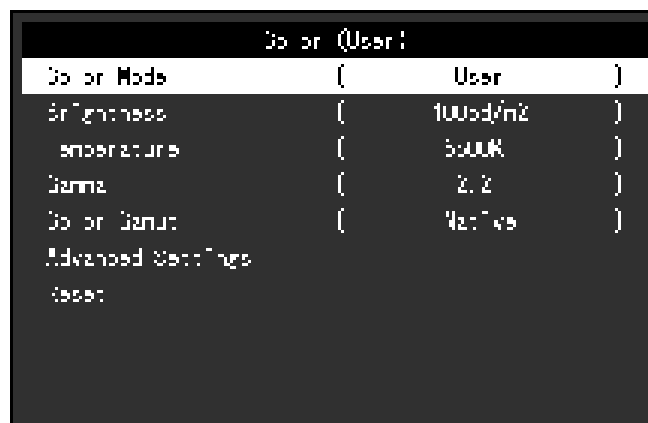 Color (User)
Color Mode ( User )
Brightness ( 100cd/m2 )
Temperature ( 6500K )
Gamma ( 2.2 )
Color Gamut ( Native )
Advanced Settings
Reset